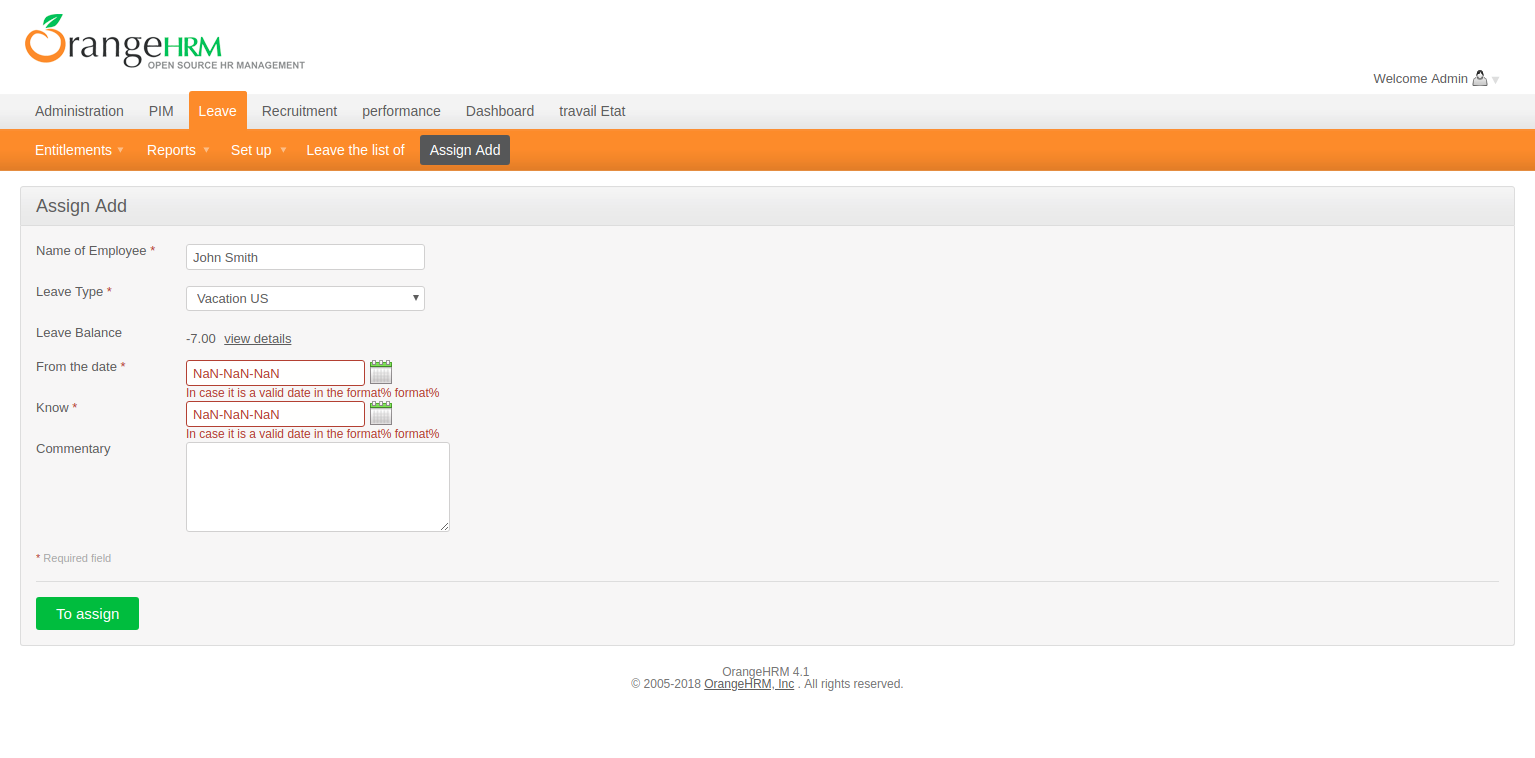 OrangeHRM
OPEN SOURCE HR MANAGEMENT
Welcome Admin
Administration PIM Leave Recruitment performance Dashboard travail Etat
Entitlements Reports Set up Leave the list of Assign Add
Assign Add
Name of Employee * John Smith
Leave Type * Vacation US
Leave Balance -7.00 view details
From the date * NaN-NaN-NaN
In case it is a valid date in the format% format%
Know * NaN-NaN-NaN
In case it is a valid date in the format% format%
Commentary
* Required field
To assign
OrangeHRM 4.1
© 2005-2018 OrangeHRM, Inc . All rights reserved.